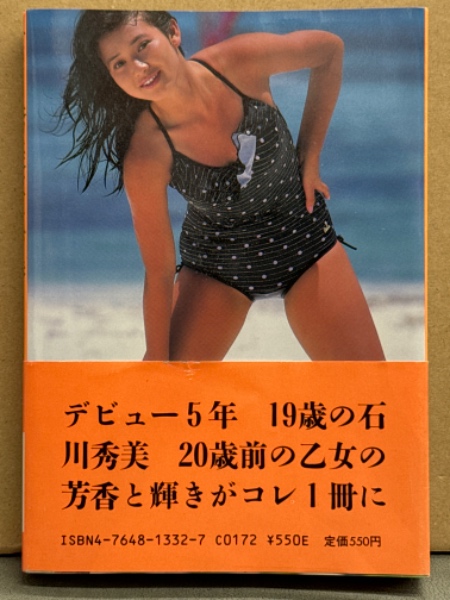 デビュー5年　19歳の石
川秀美　20歳前の乙女の
芳香と輝きがコレ1冊に
ISBN4-7648-1332-7 C0172 ¥550E 定価550円